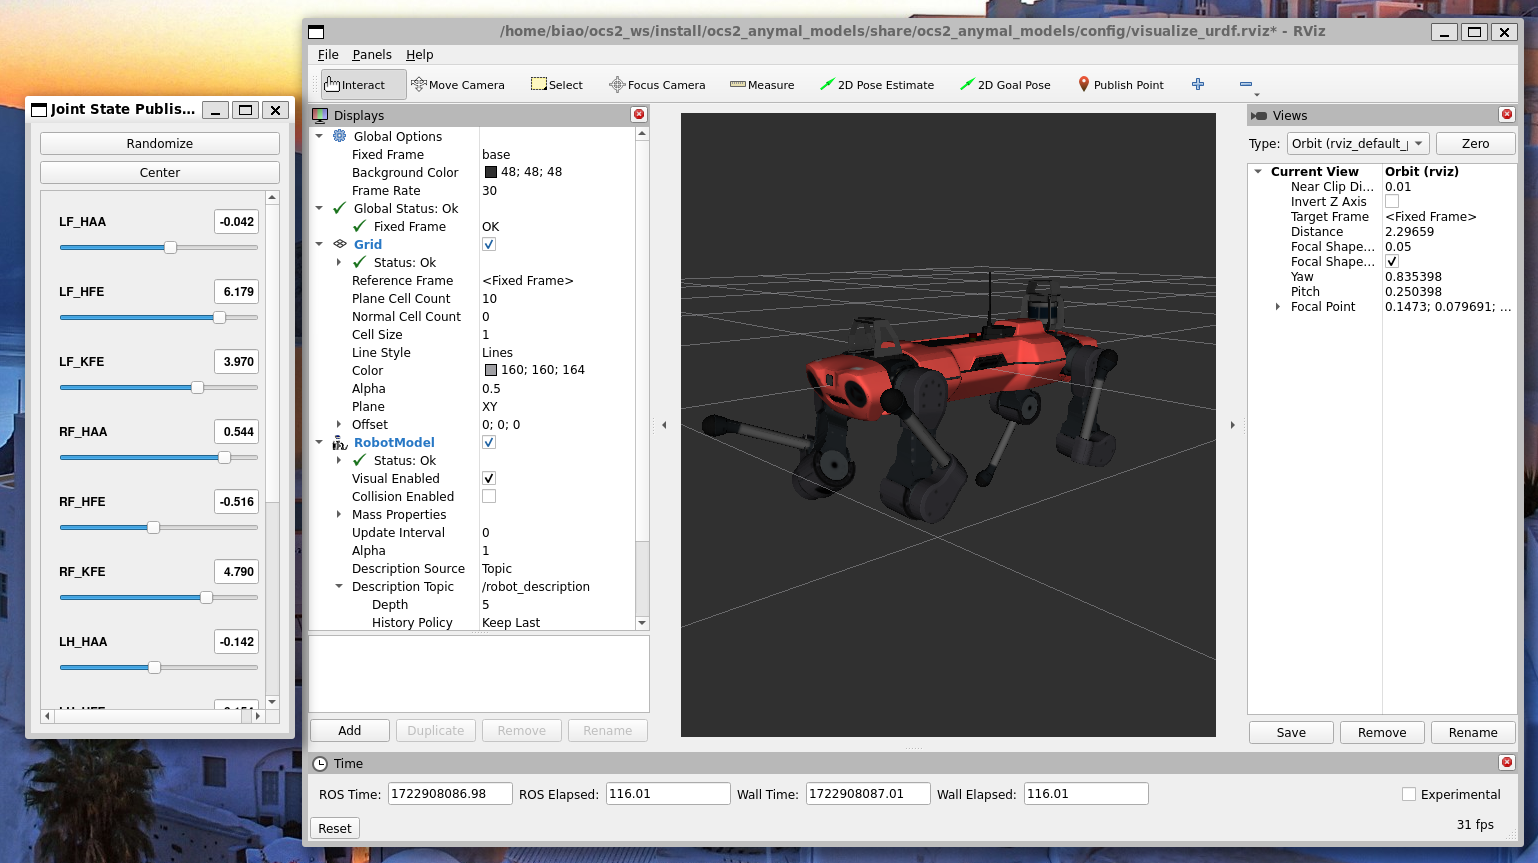 /home/biao/ocs2_ws/install/ocs2_anymal_models/share/ocs2_anymal_models/config/visualize_urdf.rviz* - RViz
File Panels Help
Interact Move Camera Select Focus Camera Measure 2D Pose Estimate 2D Goal Pose Publish Point
Joint State Publis...
Randomize
Center
LF_HAA -0.042
LF_HFE 6.179
LF_KFE 3.970
RF_HAA 0.544
RF_HFE -0.516
RF_KFE 4.790
LH_HAA -0.142
Displays
Global Options
Fixed Frame base
Background Color 48; 48; 48
Frame Rate 30
Global Status: Ok
Fixed Frame OK
Grid
Status: Ok
Reference Frame <Fixed Frame>
Plane Cell Count 10
Normal Cell Count 0
Cell Size 1
Line Style Lines
Color 160; 160; 164
Alpha 0.5
Plane XY
Offset 0; 0; 0
RobotModel
Status: Ok
Visual Enabled
Collision Enabled
Mass Properties
Update Interval 0
Alpha 1
Description Source Topic
Description Topic /robot_description
Depth 5
History Policy Keep Last
Add Duplicate Remove Rename
Views
Type: Orbit (rviz_default_ Zero
Current View Orbit (rviz)
Near Clip Di... 0.01
Invert Z Axis
Target Frame <Fixed Frame>
Distance 2.29659
Focal Shape... 0.05
Focal Shape...
Yaw 0.835398
Pitch 0.250398
Focal Point 0.1473; 0.079691; ...
Save Remove Rename
Time
ROS Time: 1722908086.98 ROS Elapsed: 116.01 Wall Time: 1722908087.01 Wall Elapsed: 116.01 Experimental
Reset 31 fps